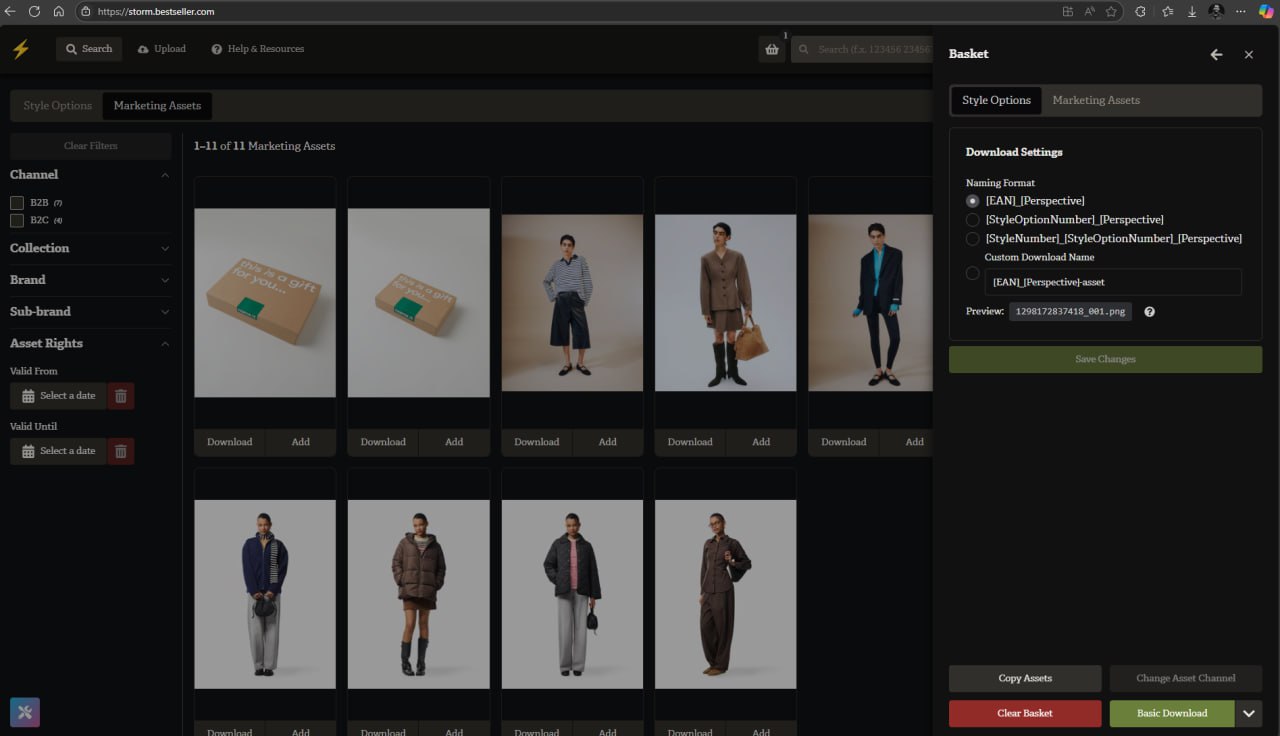 https://storm.bestseller.com
Search
Upload
Help & Resources
1
Search (f.x. 123456 23456
Style Options
Marketing Assets
Clear Filters
Channel
B2B (7)
B2C (4)
Collection
Brand
Sub-brand
Asset Rights
Valid From
Select a date
Valid Until
Select a date
1–11 of 11 Marketing Assets
this is a gift
for you...
this is a gift
for you...
Download Add
Download Add
Download Add
Download Add
Download Add
Download Add
Download Add
Download Add
Download Add
Basket
Style Options
Marketing Assets
Download Settings
Naming Format
[EAN]_[Perspective]
[StyleOptionNumber]_[Perspective]
[StyleNumber]_[StyleOptionNumber]_[Perspective]
Custom Download Name
[EAN]_[Perspective]-asset
Preview: 1298172837418_001.png
Save Changes
Copy Assets
Change Asset Channel
Clear Basket
Basic Download